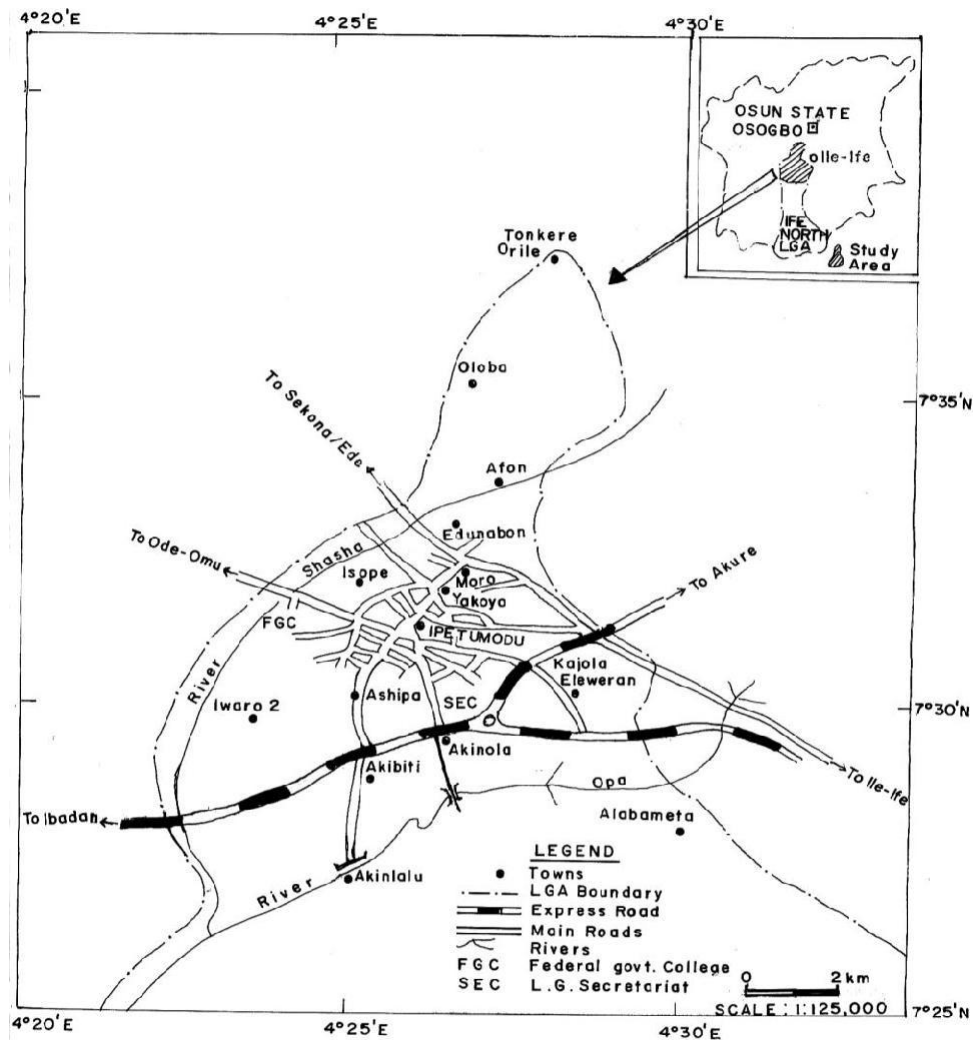 4°20'E
4°25'E
4°30'E
OSUN STATE
OSOGBO
oIle-Ife
IFE
NORTH
LGA
Study
Area
Tonkere
Orile
Oloba
To Sekona/Ede
7°35'N
Afon
Edunabon
To Ode-Omu
Shasha
Isope
Moro
Yakoya
To Akure
FGC
IPETUMODU
River
Kajola
Eleweran
Iwaro 2
Ashipa
SEC
7°30'N
Akinola
Akibiti
Opa
To Ile-Ife
To Ibadan
Alabameta
LEGEND
Towns
River
Akinlalu
LGA Boundary
Express Road
Main Roads
Rivers
FGC Federal govt. College
SEC L.G. Secretariat
0 2 km
SCALE : 1:125,000
7°25'N
4°20'E
4°25'E
4°30'E